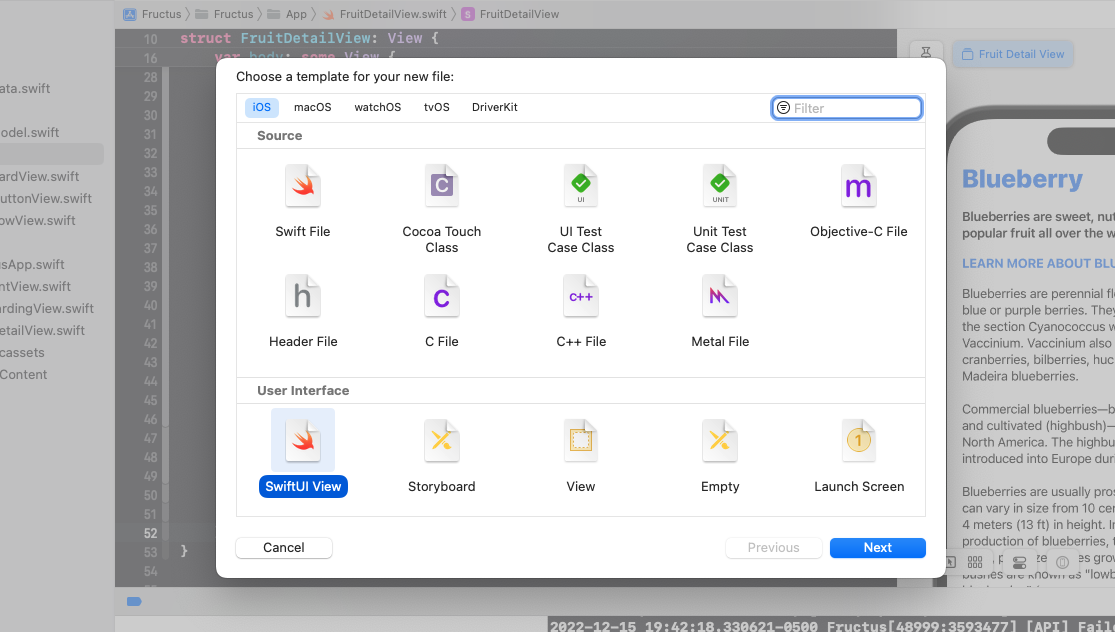 Fructus
Fructus
App
FruitDetailView.swift
S
FruitDetailView
10 struct FruitDetailView: View {
16 var body: some View {
28
29
30
31
32
33
34
35
36
37
38
39
40
41
42
43
44
45
46
47
48
49
50
51
52
53 }
54
ata.swift
odel.swift
ardView.swift
uttonView.swift
owView.swift
sApp.swift
ntView.swift
ardingView.swift
etailView.swift
cassets
Content
Choose a template for your new file:
iOS
macOS
watchOS
tvOS
DriverKit
Filter
Source
Swift File
C
Cocoa Touch
Class
UI
UI Test
Case Class
UNIT
Unit Test
Case Class
m
Objective-C File
h
Header File
C
C File
C++
C++ File
Metal File
User Interface
SwiftUI View
Storyboard
View
Empty
1
Launch Screen
Cancel
Previous
Next
Fruit Detail View
Blueberry
Blueberries are sweet, nut
popular fruit all over the w
LEARN MORE ABOUT BLU
Blueberries are perennial fl
blue or purple berries. They
the section Cyanococcus w
Vaccinium. Vaccinium also
cranberries, bilberries, huc
Madeira blueberries.
Commercial blueberries—b
and cultivated (highbush)—
North America. The highbu
introduced into Europe duri
Blueberries are usually pros
can vary in size from 10 cen
4 meters (13 ft) in height. In
production of blueberries, t
es grow
bushes are known as "lowb
2022-12-15 19:42:18.330621-0500 Fructus[48999:3593477] [API] Faile